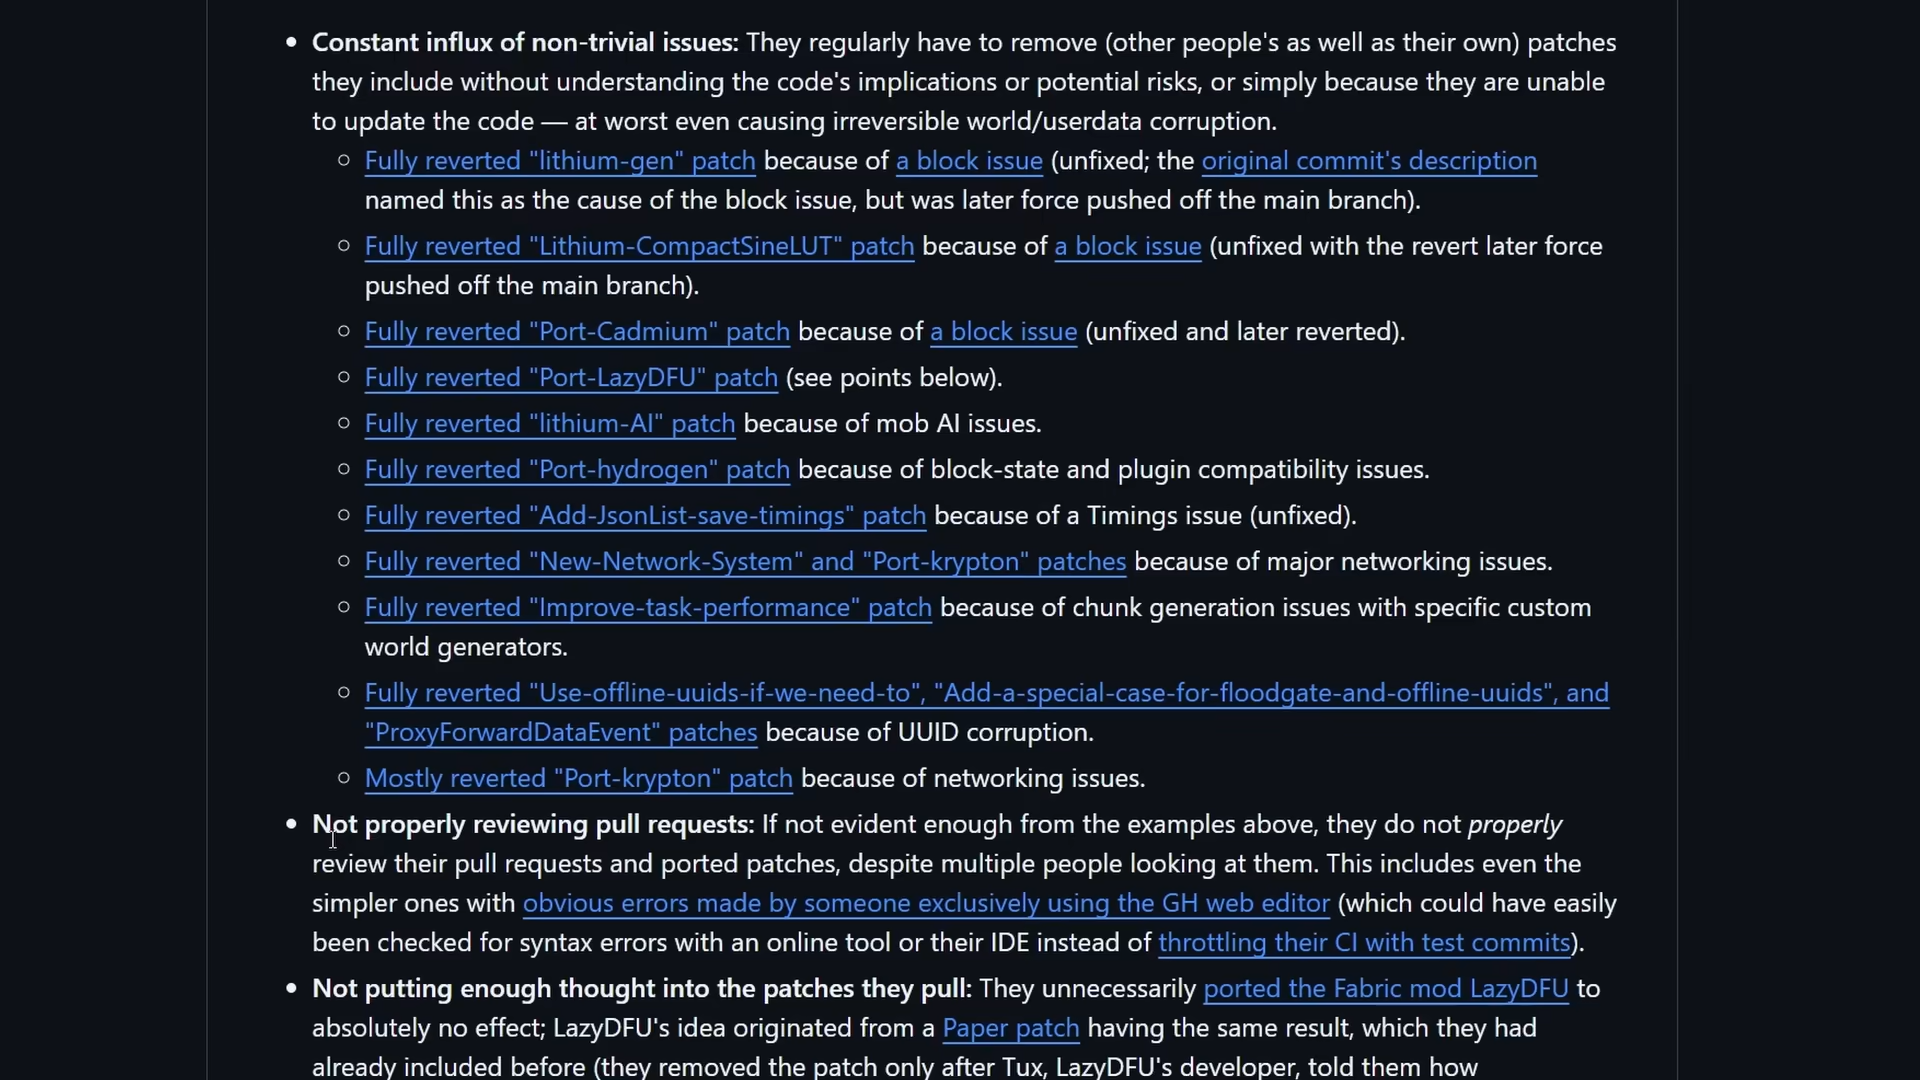 Constant influx of non-trivial issues: They regularly have to remove (other people's as well as their own) patches
they include without understanding the code's implications or potential risks, or simply because they are unable
to update the code — at worst even causing irreversible world/userdata corruption.
Fully reverted "lithium-gen" patch because of a block issue (unfixed; the original commit's description
named this as the cause of the block issue, but was later force pushed off the main branch).
Fully reverted "Lithium-CompactSineLUT" patch because of a block issue (unfixed with the revert later force
pushed off the main branch).
Fully reverted "Port-Cadmium" patch because of a block issue (unfixed and later reverted).
Fully reverted "Port-LazyDFU" patch (see points below).
Fully reverted "lithium-AI" patch because of mob AI issues.
Fully reverted "Port-hydrogen" patch because of block-state and plugin compatibility issues.
Fully reverted "Add-JsonList-save-timings" patch because of a Timings issue (unfixed).
Fully reverted "New-Network-System" and "Port-krypton" patches because of major networking issues.
Fully reverted "Improve-task-performance" patch because of chunk generation issues with specific custom
world generators.
Fully reverted "Use-offline-uuids-if-we-need-to", "Add-a-special-case-for-floodgate-and-offline-uuids", and
"ProxyForwardDataEvent" patches because of UUID corruption.
Mostly reverted "Port-krypton" patch because of networking issues.
Not properly reviewing pull requests: If not evident enough from the examples above, they do not properly
review their pull requests and ported patches, despite multiple people looking at them. This includes even the
simpler ones with obvious errors made by someone exclusively using the GH web editor (which could have easily
been checked for syntax errors with an online tool or their IDE instead of throttling their CI with test commits).
Not putting enough thought into the patches they pull: They unnecessarily ported the Fabric mod LazyDFU to
absolutely no effect; LazyDFU's idea originated from a Paper patch having the same result, which they had
already included before (they removed the patch only after Tux, LazyDFU's developer, told them how